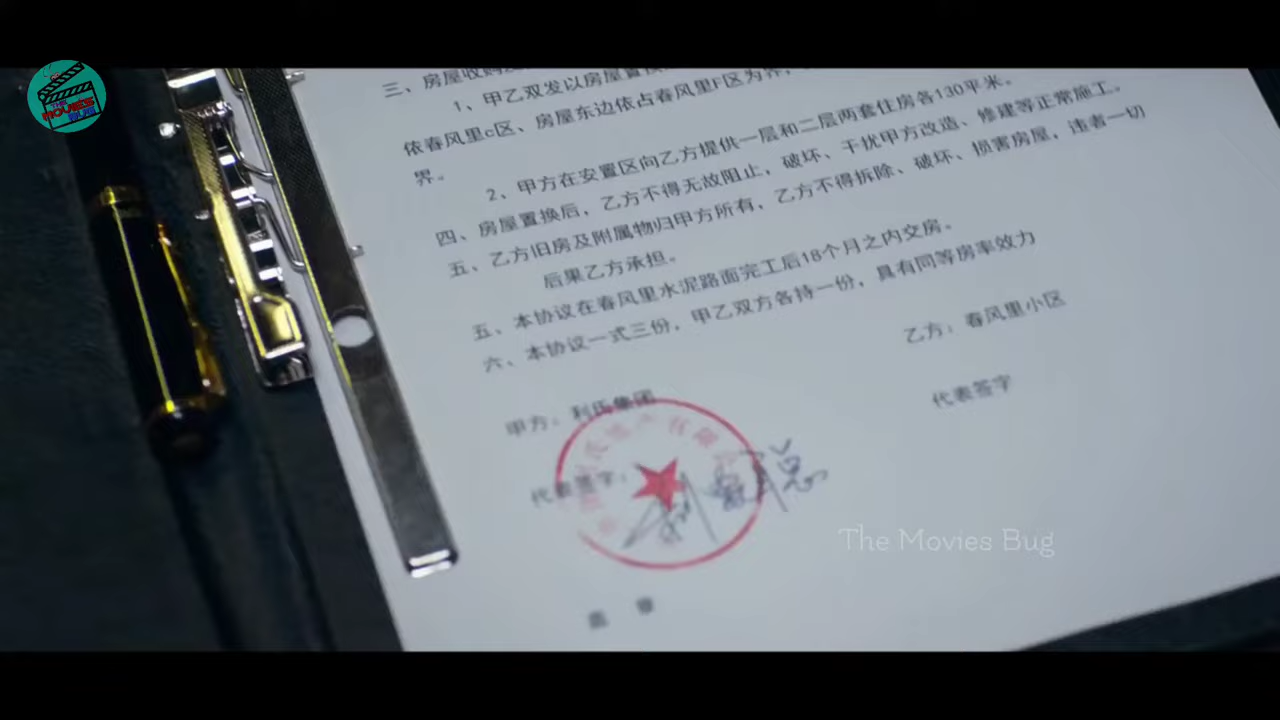 THE MOVIES BUG
三、房屋收购
1、甲乙双发以房屋置换
依春风里c区、房屋东边依占春风里F区为界，
界。
2、甲方在安置区向乙方提供一层和二层两套住房各130平米。
四、房屋置换后，乙方不得无故阻止，破坏、干扰甲方改造、修建等正常施工。
五、乙方旧房及附属物归甲方所有，乙方不得拆除、破坏、损害房屋，违者一切
后果乙方承担。
五、本协议在春风里水泥路面完工后18个月之内交房。
六、本协议一式三份，甲乙双方各持一份，具有同等房率效力
甲方：利氏集团
乙方：春风里小区
代表签字：
代表签字
盖 章
The Movies Bug